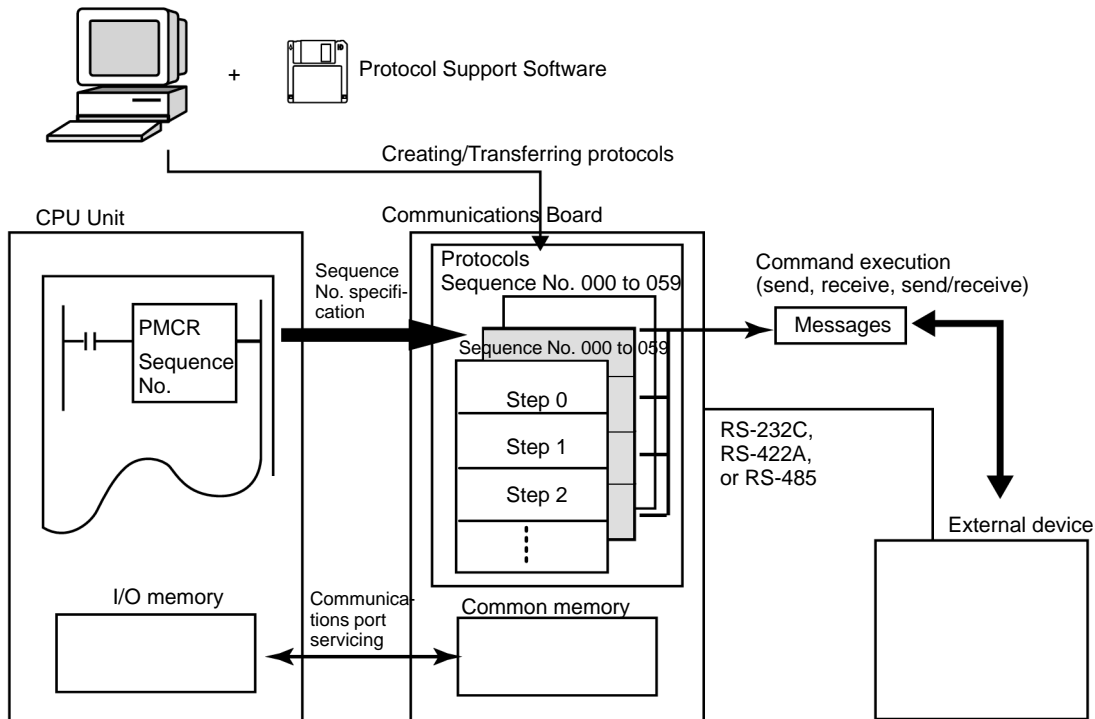 +
Protocol Support Software
Creating/Transferring protocols
CPU Unit
Communications Board
Sequence
No. specifi-
cation
Protocols
Sequence No. 000 to 059
Command execution
(send, receive, send/receive)
PMCR
Sequence
No.
Messages
Sequence No. 000 to 059
Step 0
Step 1
Step 2
RS-232C,
RS-422A,
or RS-485
External device
I/O memory
Communica-
tions port
servicing
Common memory